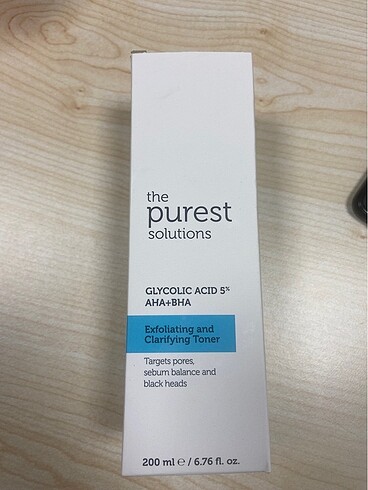 the
purest
solutions
GLYCOLIC ACID 5%
AHA+BHA
Exfoliating and
Clarifying Toner
Targets pores,
sebum balance and
black heads
200 ml ℮ / 6.76 fl. oz.